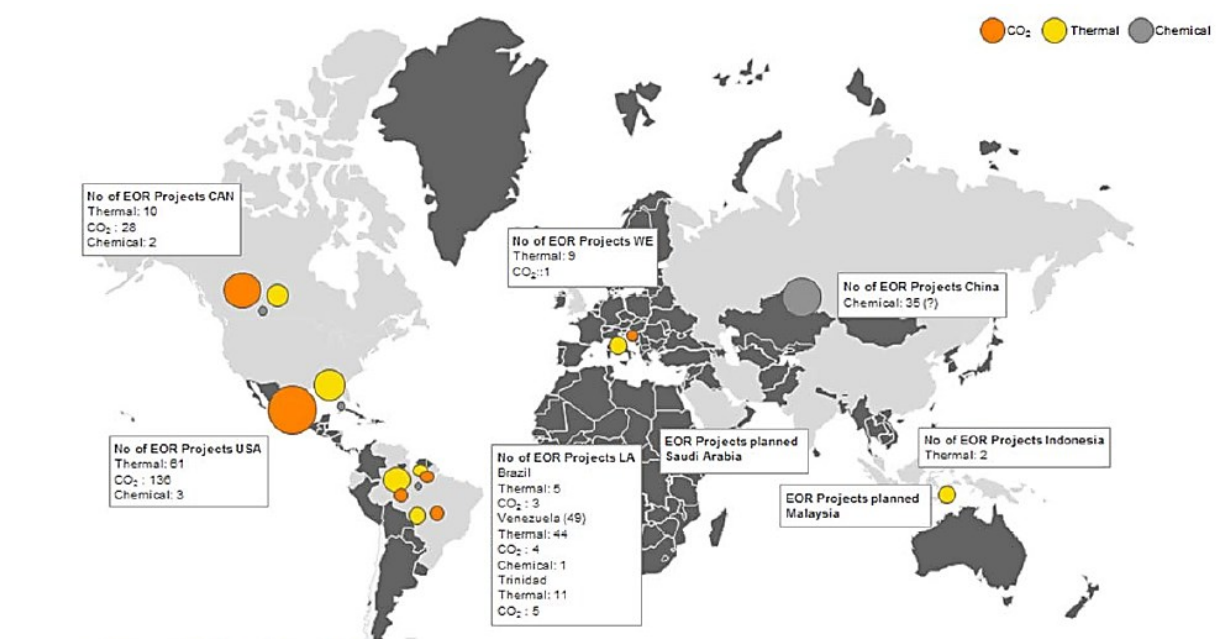 CO₂ Thermal Chemical
No of EOR Projects CAN
Thermal: 10
CO₂ : 28
Chemical: 2
No of EOR Projects WE
Thermal: 9
CO₂::1
No of EOR Projects China
Chemical: 35 (?)
No of EOR Projects USA
Thermal: 61
CO₂ : 136
Chemical: 3
No of EOR Projects LA
Brazil
Thermal: 5
CO₂ : 3
Venezuela (49)
Thermal: 44
CO₂ : 4
Chemical: 1
Trinidad
Thermal: 11
CO₂ : 5
EOR Projects planned
Saudi Arabia
No of EOR Projects Indonesia
Thermal: 2
EOR Projects planned
Malaysia